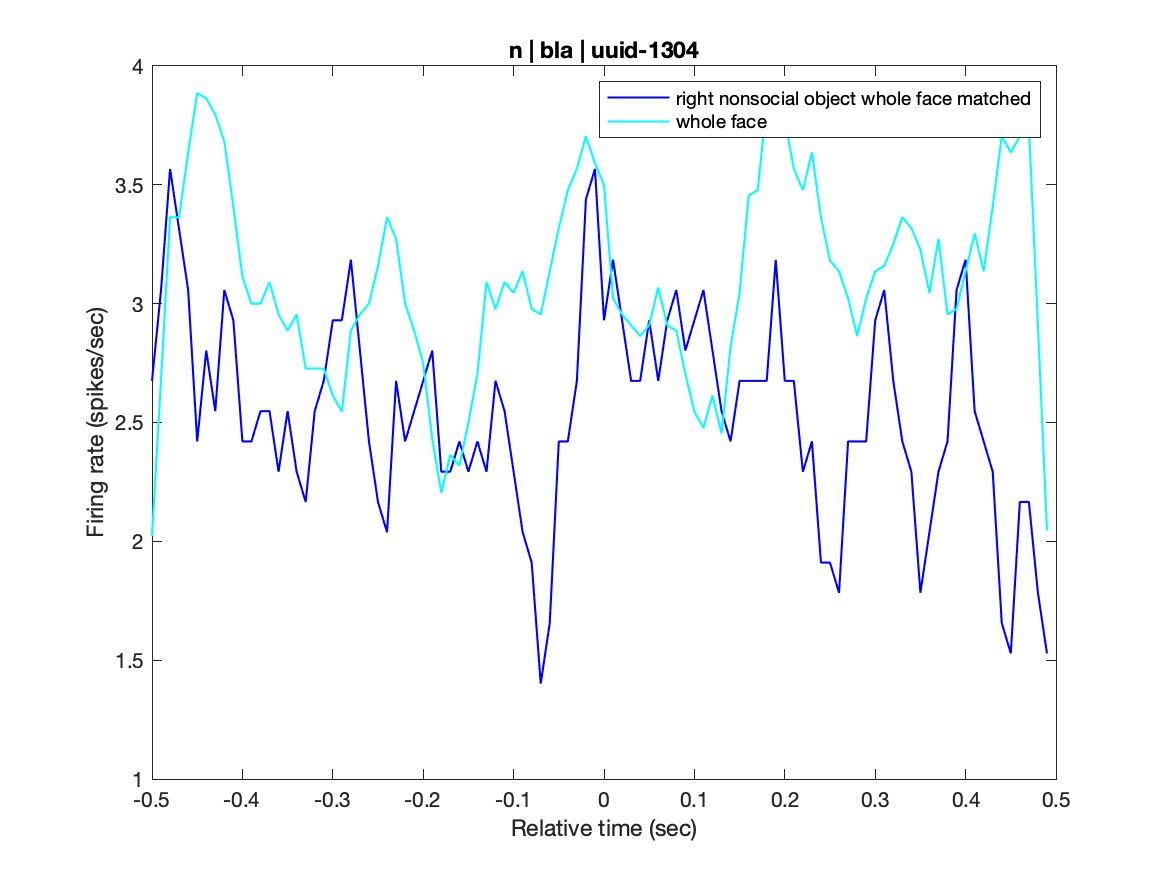 n | bla | uuid-1304
right nonsocial object whole face matched
whole face
4
3.5
3
2.5
2
1.5
1
Firing rate (spikes/sec)
-0.5 -0.4 -0.3 -0.2 -0.1 0 0.1 0.2 0.3 0.4 0.5
Relative time (sec)